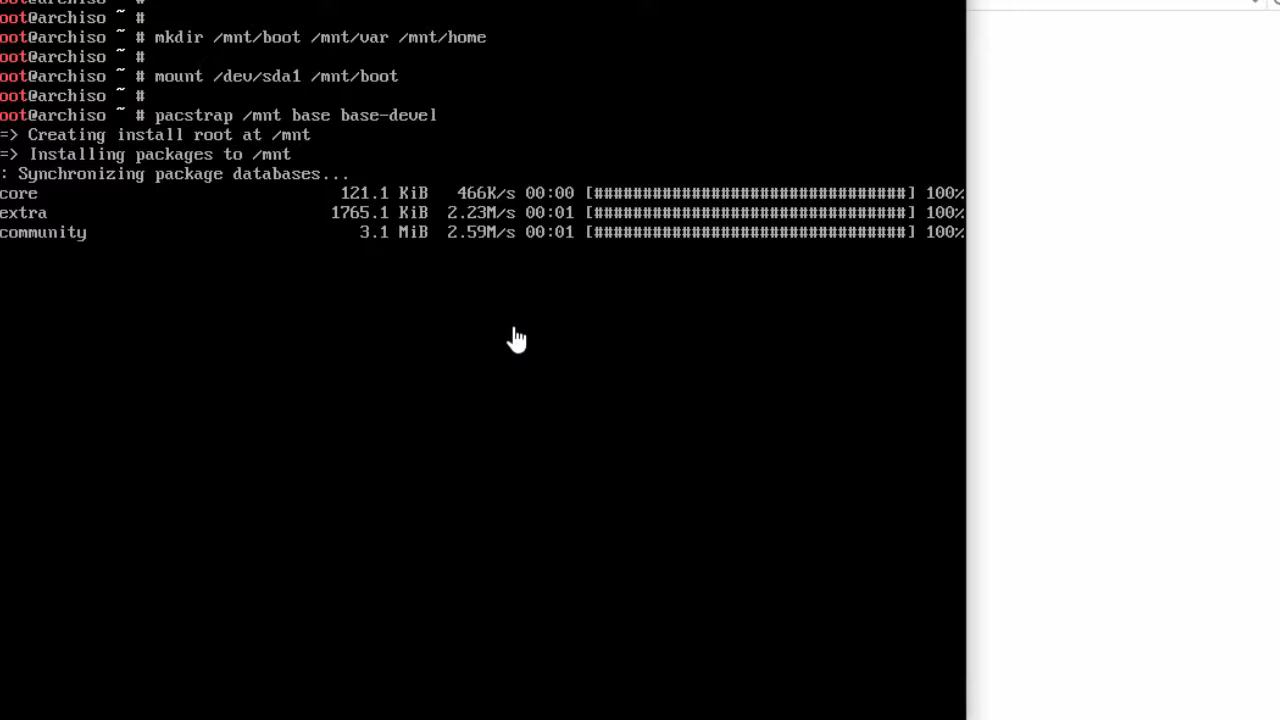 oot@archiso ~ #
oot@archiso ~ #
oot@archiso ~ # mkdir /mnt/boot /mnt/var /mnt/home
oot@archiso ~ #
oot@archiso ~ # mount /dev/sda1 /mnt/boot
oot@archiso ~ #
oot@archiso ~ # pacstrap /mnt base base-devel
=> Creating install root at /mnt
=> Installing packages to /mnt
: Synchronizing package databases...
core 121.1 KiB 466K/s 00:00 [################################] 100%
extra 1765.1 KiB 2.23M/s 00:01 [################################] 100%
community 3.1 MiB 2.59M/s 00:01 [################################] 100%